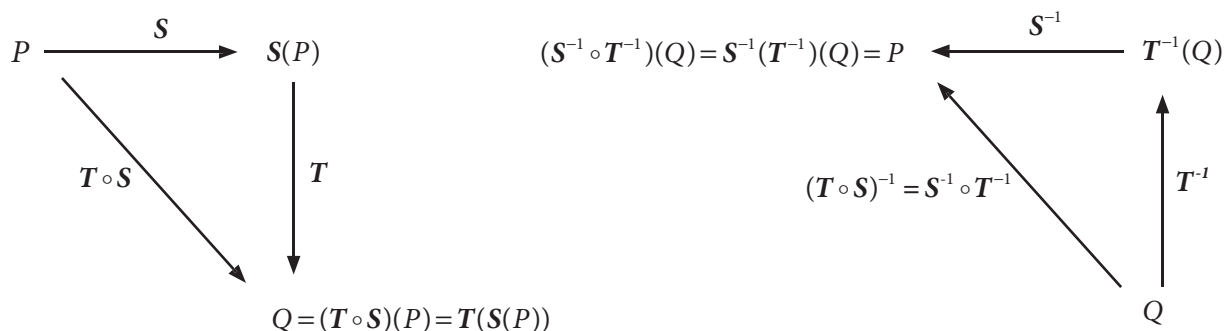 S
P
S(P)
T∘S
T
Q = (T∘S)(P) = T(S(P))
S⁻¹
(S⁻¹∘T⁻¹)(Q) = S⁻¹(T⁻¹)(Q) = P
T⁻¹(Q)
(T∘S)⁻¹ = S⁻¹∘T⁻¹
T⁻¹
Q